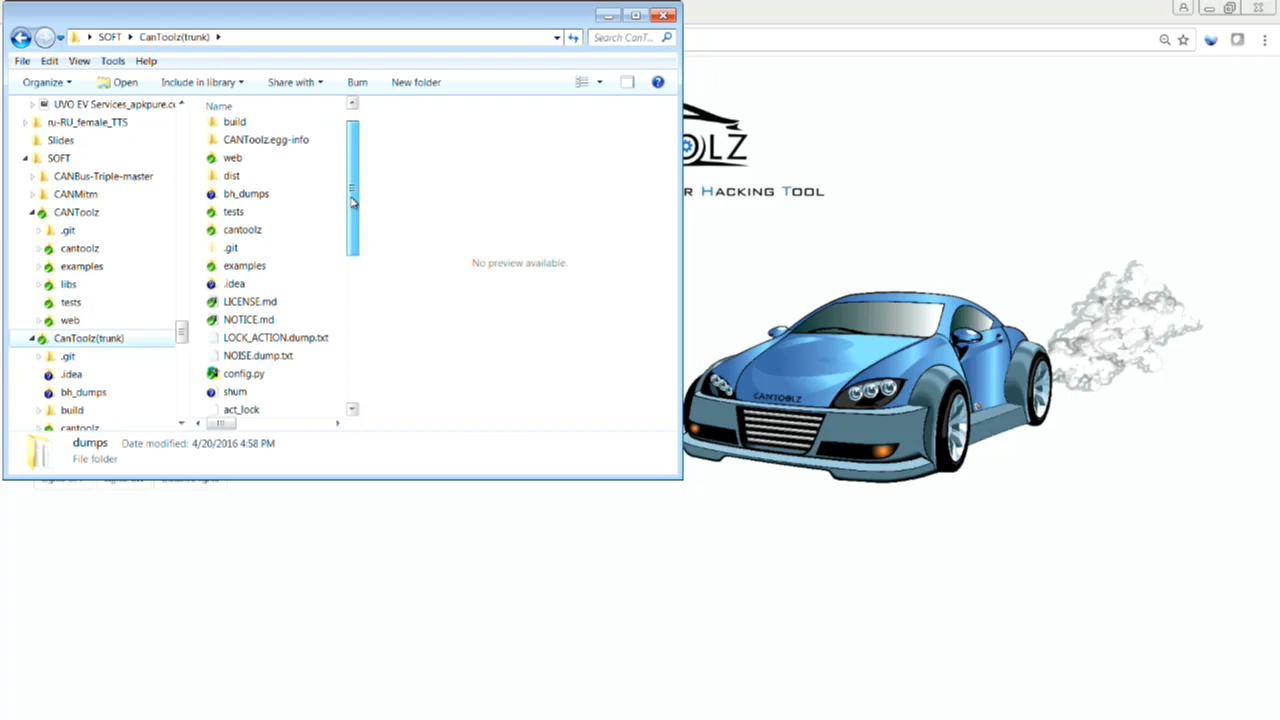 SOFT CanToolz(trunk) Search CanT...
File Edit View Tools Help
Organize Open Include in library Share with Burn New folder
UVO EV Services_apkpure.cc
ru-RU_female_TTS
Slides
SOFT
CANBus-Triple-master
CANMitm
CANToolz
.git
cantoolz
examples
libs
tests
web
CanToolz(trunk)
.git
.idea
bh_dumps
build
cantoolz
Name
build
CANToolz.egg-info
web
dist
bh_dumps
tests
cantoolz
.git
examples
.idea
LICENSE.md
NOTICE.md
LOCK_ACTION.dump.txt
NOISE.dump.txt
config.py
shum
act_lock
No preview available.
dumps Date modified: 4/20/2016 4:58 PM
File folder
OLZ
R HACKING TOOL
CANTOOLZ